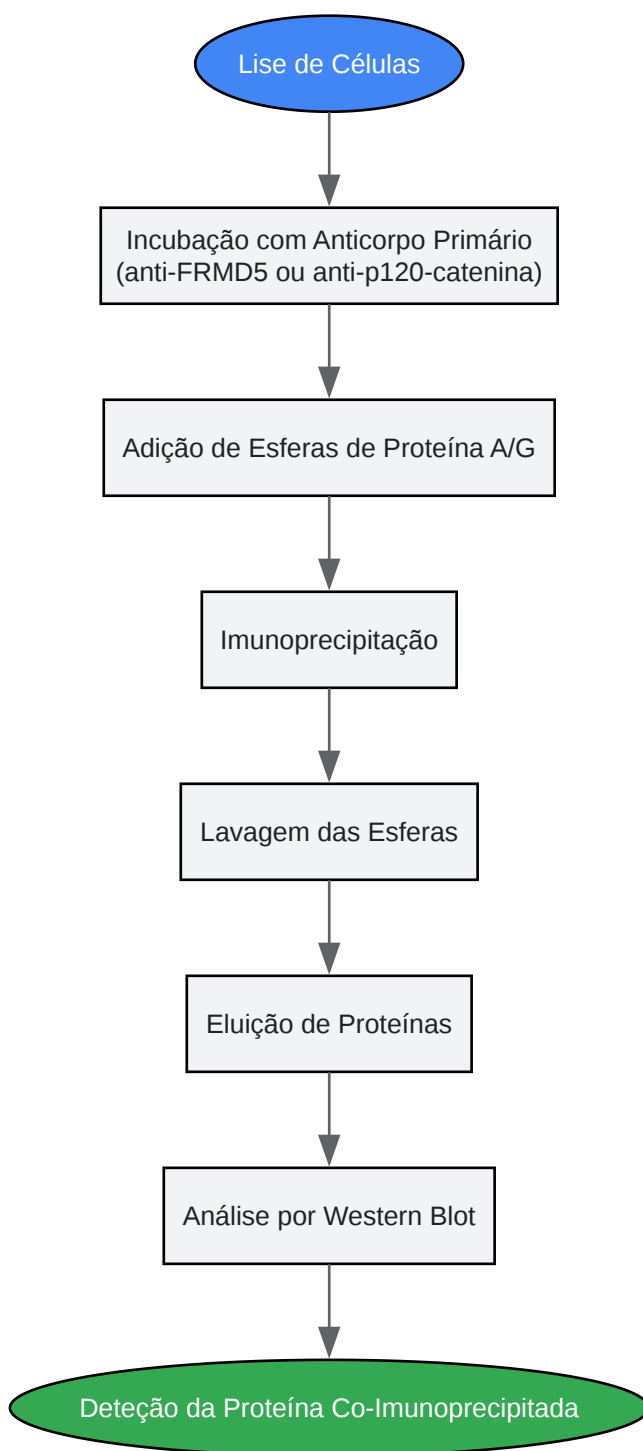 Lise de Células
Incubação com Anticorpo Primário
(anti-FRMD5 ou anti-p120-catenina)
Adição de Esferas de Proteína A/G
Imunoprecipitação
Lavagem das Esferas
Eluição de Proteínas
Análise por Western Blot
Deteção da Proteína Co-Imunoprecipitada